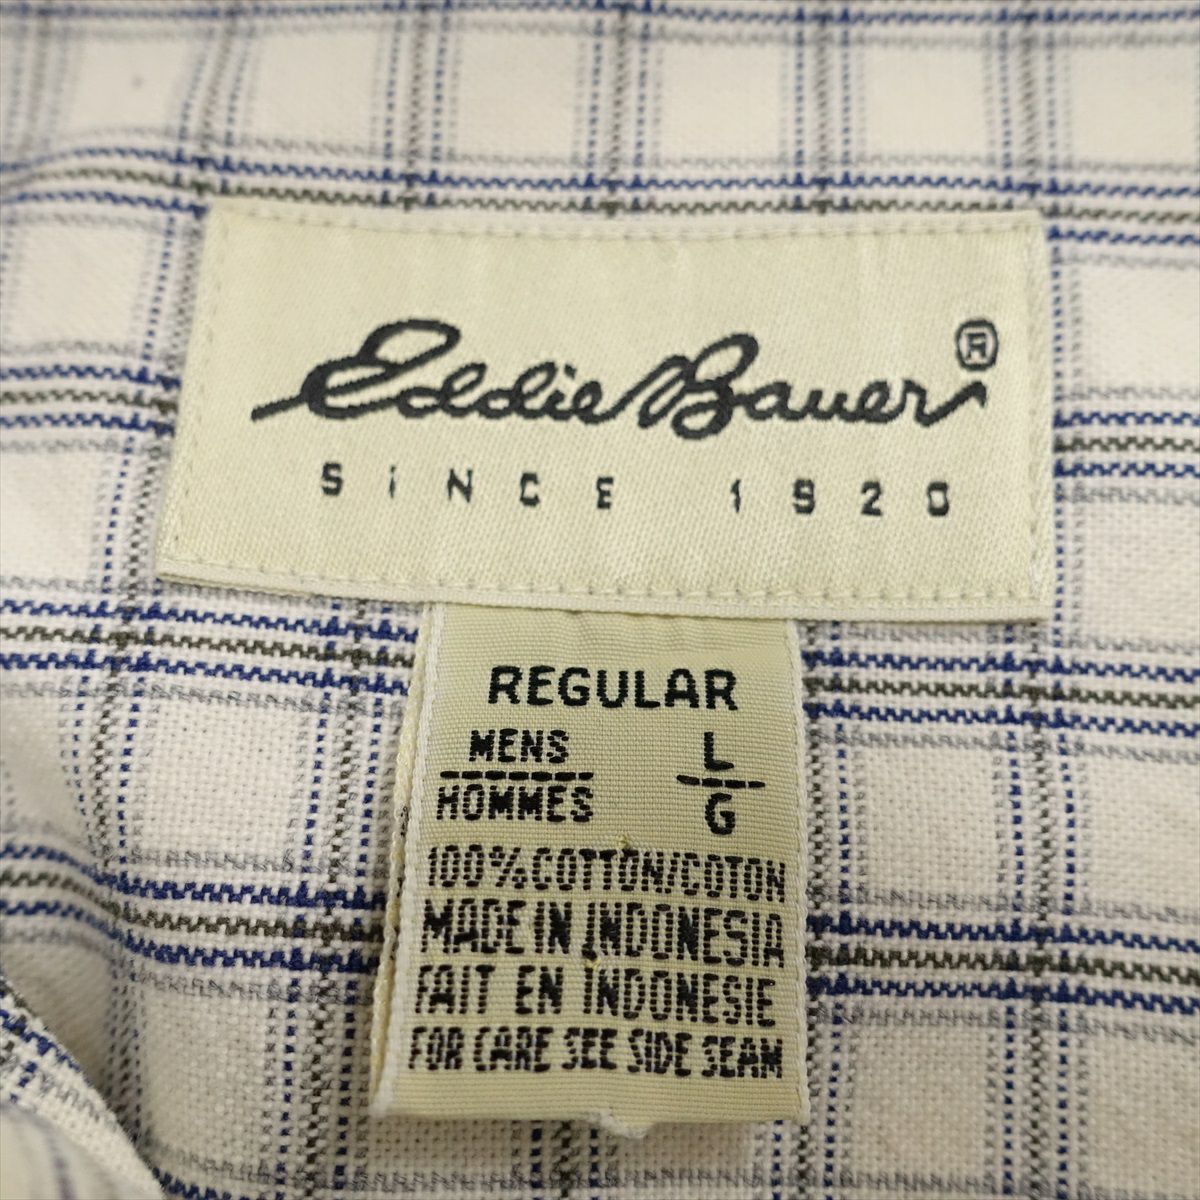 Eddie Bauer ®
SiNCE 1920
REGULAR
MENS L
HOMMES G
100% COTTON/COTON
MADE IN INDONESIA
FAIT EN INDONESIE
FOR CARE SEE SIDE SEAM